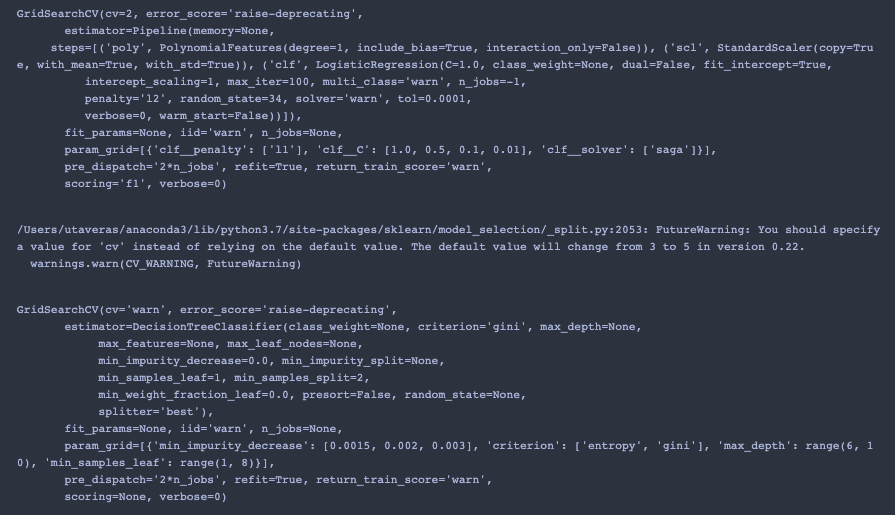 GridSearchCV(cv=2, error_score='raise-deprecating',
estimator=Pipeline(memory=None,
steps=[('poly', PolynomialFeatures(degree=1, include_bias=True, interaction_only=False)), ('scl', StandardScaler(copy=Tru
e, with_mean=True, with_std=True)), ('clf', LogisticRegression(C=1.0, class_weight=None, dual=False, fit_intercept=True,
intercept_scaling=1, max_iter=100, multi_class='warn', n_jobs=-1,
penalty='l2', random_state=34, solver='warn', tol=0.0001,
verbose=0, warm_start=False))]),
fit_params=None, iid='warn', n_jobs=None,
param_grid=[{'clf__penalty': ['l1'], 'clf__C': [1.0, 0.5, 0.1, 0.01], 'clf__solver': ['saga']}],
pre_dispatch='2*n_jobs', refit=True, return_train_score='warn',
scoring='f1', verbose=0)
/Users/utaveras/anaconda3/lib/python3.7/site-packages/sklearn/model_selection/_split.py:2053: FutureWarning: You should specify
a value for 'cv' instead of relying on the default value. The default value will change from 3 to 5 in version 0.22.
warnings.warn(CV_WARNING, FutureWarning)
GridSearchCV(cv='warn', error_score='raise-deprecating',
estimator=DecisionTreeClassifier(class_weight=None, criterion='gini', max_depth=None,
max_features=None, max_leaf_nodes=None,
min_impurity_decrease=0.0, min_impurity_split=None,
min_samples_leaf=1, min_samples_split=2,
min_weight_fraction_leaf=0.0, presort=False, random_state=None,
splitter='best'),
fit_params=None, iid='warn', n_jobs=None,
param_grid=[{'min_impurity_decrease': [0.0015, 0.002, 0.003], 'criterion': ['entropy', 'gini'], 'max_depth': range(6, 1
0), 'min_samples_leaf': range(1, 8)}],
pre_dispatch='2*n_jobs', refit=True, return_train_score='warn',
scoring=None, verbose=0)